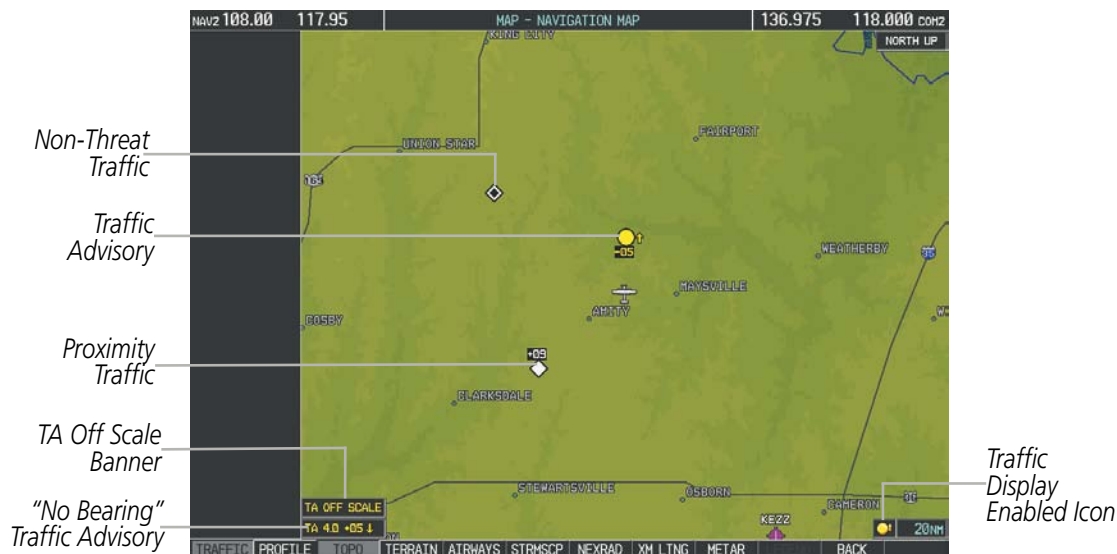 NAV2 108.00 117.95 MAP - NAVIGATION MAP 136.975 118.000 COM2
KING CITY
NORTH UP
FAIRPORT
UNION STAR
Non-Threat
Traffic
Traffic
Advisory
-05
WEATHERBY
MAYSVILLE
AMITY
COSBY
Proximity
Traffic
+09
CLARKSDALE
TA Off Scale
Banner
STEWARTSVILLE
OSBORN
CAMERON
36
TA OFF SCALE
KEZZ
Traffic
Display
Enabled Icon
"No Bearing"
Traffic Advisory
TA 4.0 +05 ↓
20NM
TRAFFIC PROFILE TOPO TERRAIN AIRWAYS STRMSCP NEXRAD XM LTNG METAR BACK